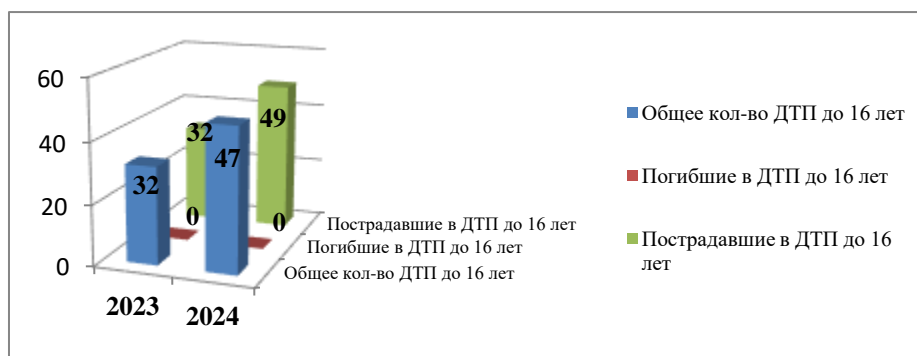 60
40
20
0
32
0
32
47
0
49
2023
2024
Пострадавшие в ДТП до 16 лет
Погибшие в ДТП до 16 лет
Общее кол-во ДТП до 16 лет
Общее кол-во ДТП до 16 лет
Погибшие в ДТП до 16 лет
Пострадавшие в ДТП до 16
лет